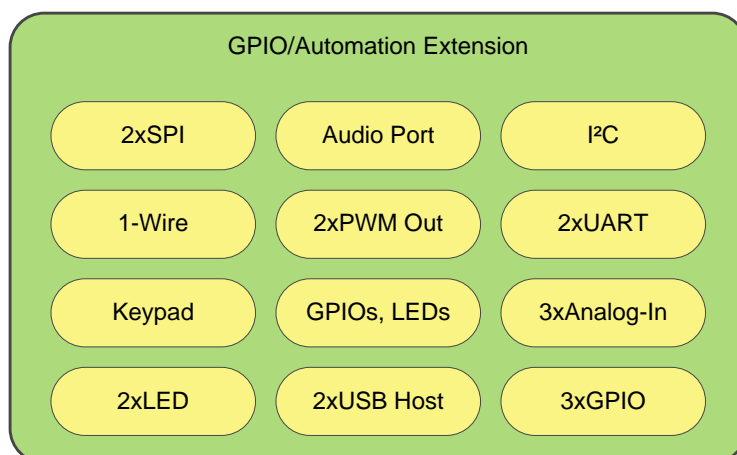 GPIO/Automation Extension
2xSPI
Audio Port
I²C
1-Wire
2xPWM Out
2xUART
Keypad
GPIOs, LEDs
3xAnalog-In
2xLED
2xUSB Host
3xGPIO